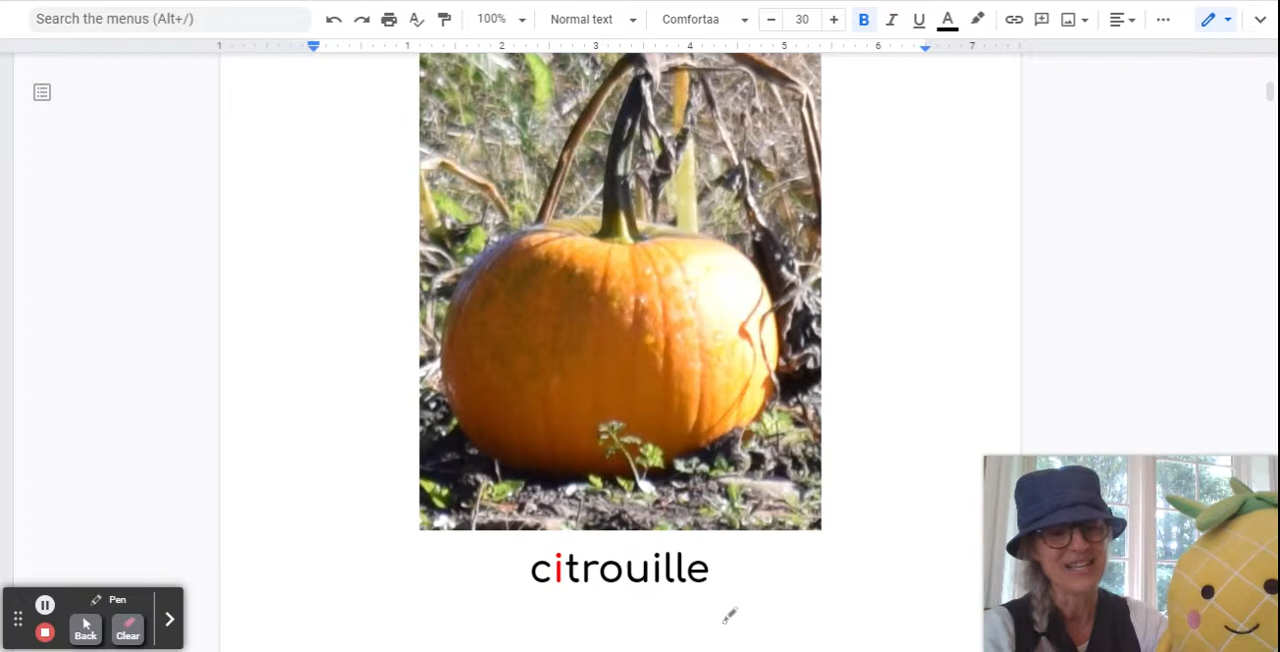 Search the menus (Alt+/)
100%
Normal text
Comfortaa
30
B I U A
1 1 2 3 4 5 6 7
citrouille
Pen
Back
Clear